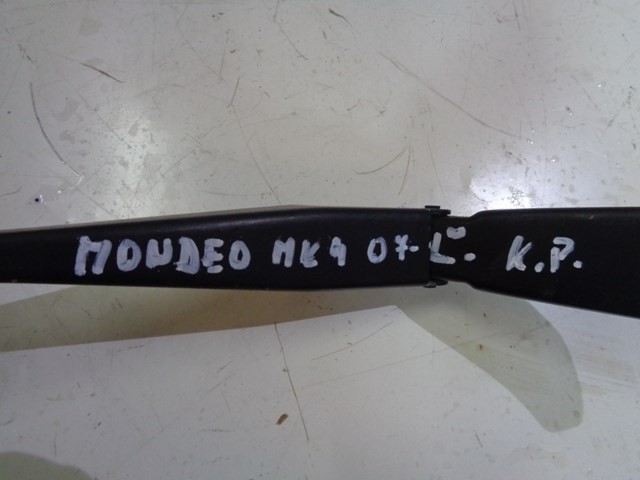 MONDEO MK4 07- L. K.P.